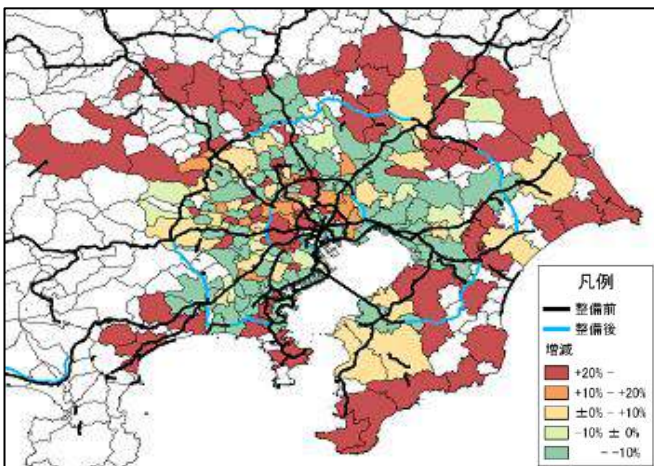 凡例
整備前
整備後
増減
+20% -
+10% - +20%
±0% - +10%
-10% ± 0%
- -10%